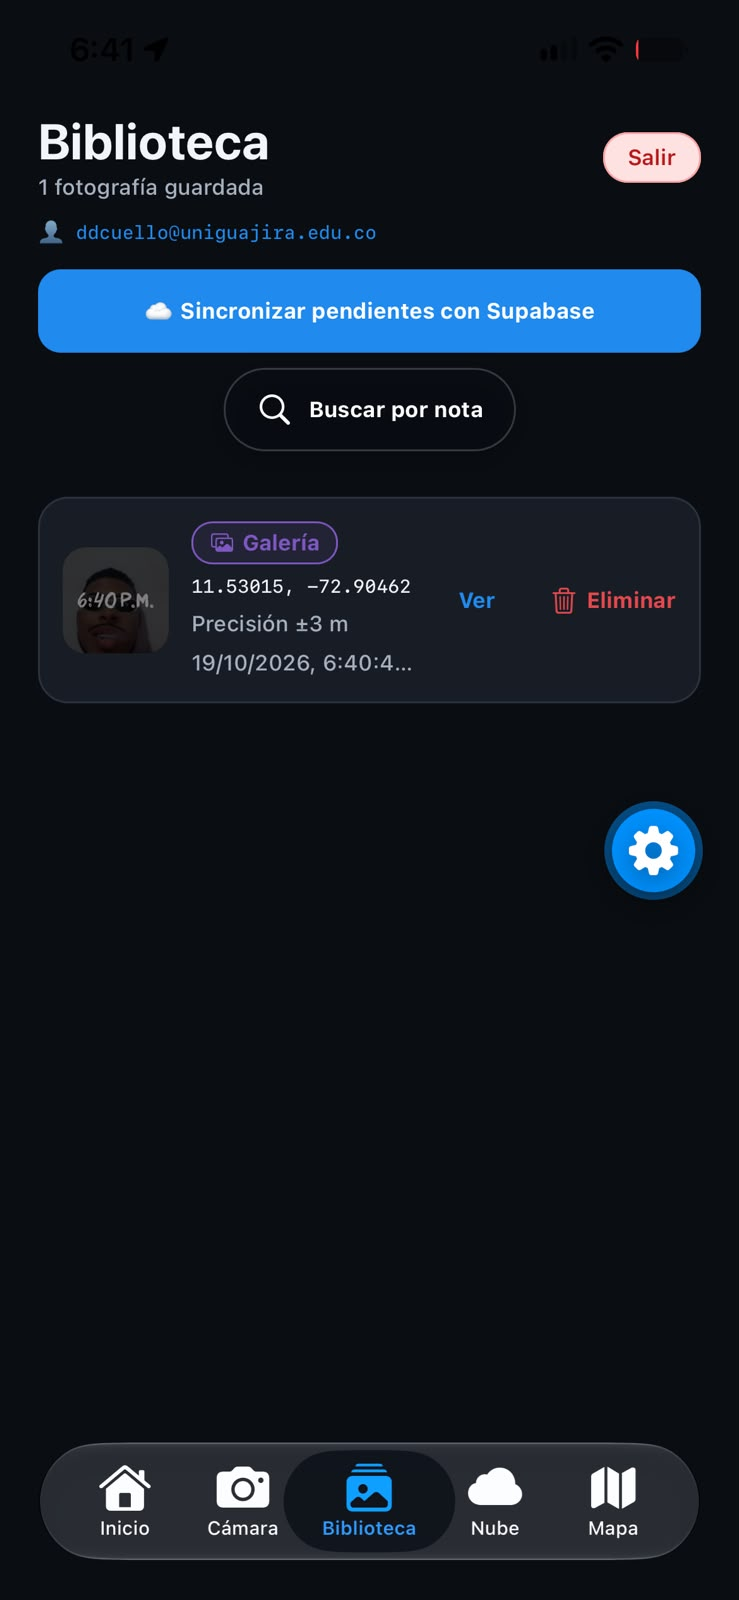 6:41
Biblioteca
Salir
1 fotografía guardada
ddcuello@uniguajira.edu.co
Sincronizar pendientes con Supabase
Buscar por nota
Galería
6:40 P.M.
11.53015, -72.90462
Ver
Eliminar
Precisión ±3 m
19/10/2026, 6:40:4...
Inicio
Cámara
Biblioteca
Nube
Mapa